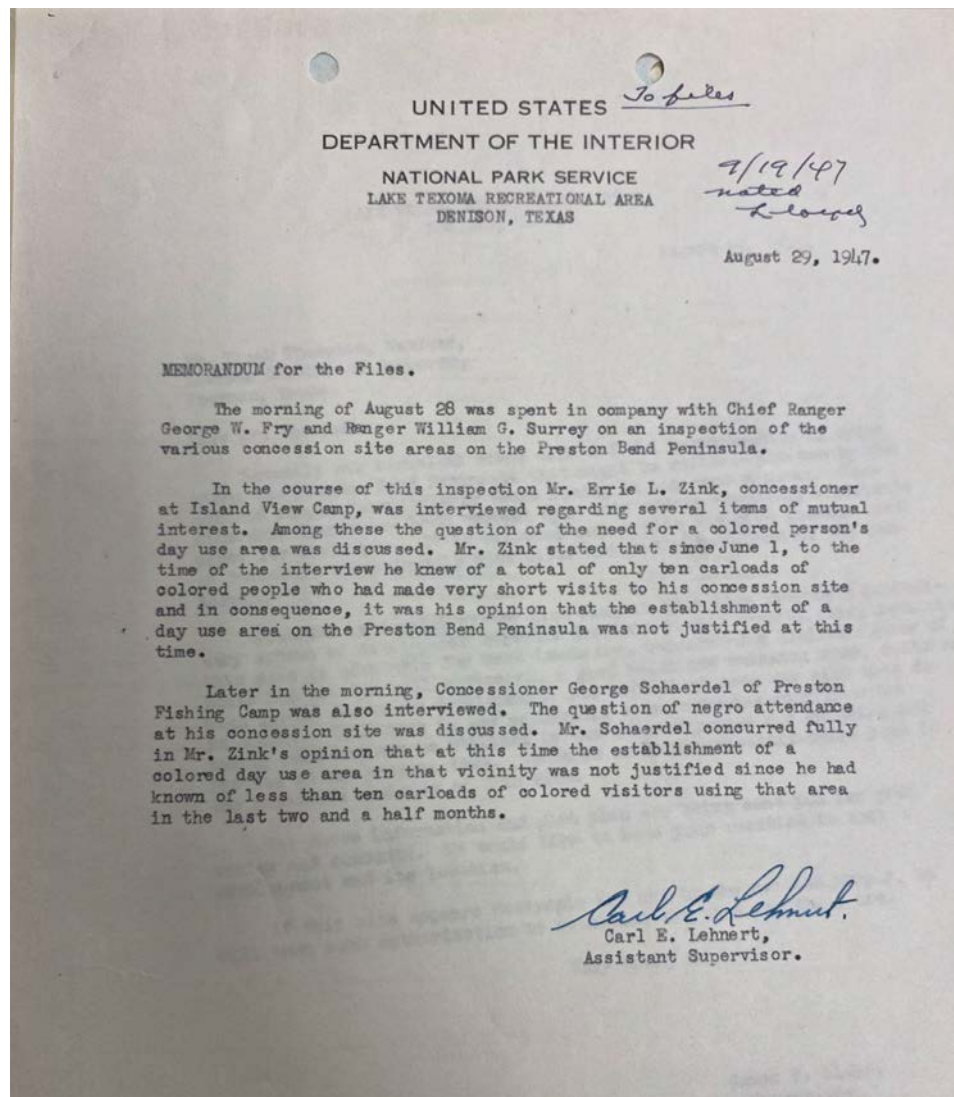 To files
UNITED STATES
DEPARTMENT OF THE INTERIOR
NATIONAL PARK SERVICE
LAKE TEXOMA RECREATIONAL AREA
DENISON, TEXAS
9/19/47
noted
August 29, 1947.
MEMORANDUM for the Files.
The morning of August 28 was spent in company with Chief Ranger
George W. Fry and Ranger William G. Surrey on an inspection of the
various concession site areas on the Preston Bend Peninsula.
In the course of this inspection Mr. Errie L. Zink, concessioner
at Island View Camp, was interviewed regarding several items of mutual
interest. Among these the question of the need for a colored person's
day use area was discussed. Mr. Zink stated that since June 1, to the
time of the interview he knew of a total of only ten carloads of
colored people who had made very short visits to his concession site
and in consequence, it was his opinion that the establishment of a
day use area on the Preston Bend Peninsula was not justified at this
time.
Later in the morning, Concessioner George Schaerdel of Preston
Fishing Camp was also interviewed. The question of negro attendance
at his concession site was discussed. Mr. Schaerdel concurred fully
in Mr. Zink's opinion that at this time the establishment of a
colored day use area in that vicinity was not justified since he had
known of less than ten carloads of colored visitors using that area
in the last two and a half months.
Carl E. Lehnert.
Carl E. Lehnert,
Assistant Supervisor.